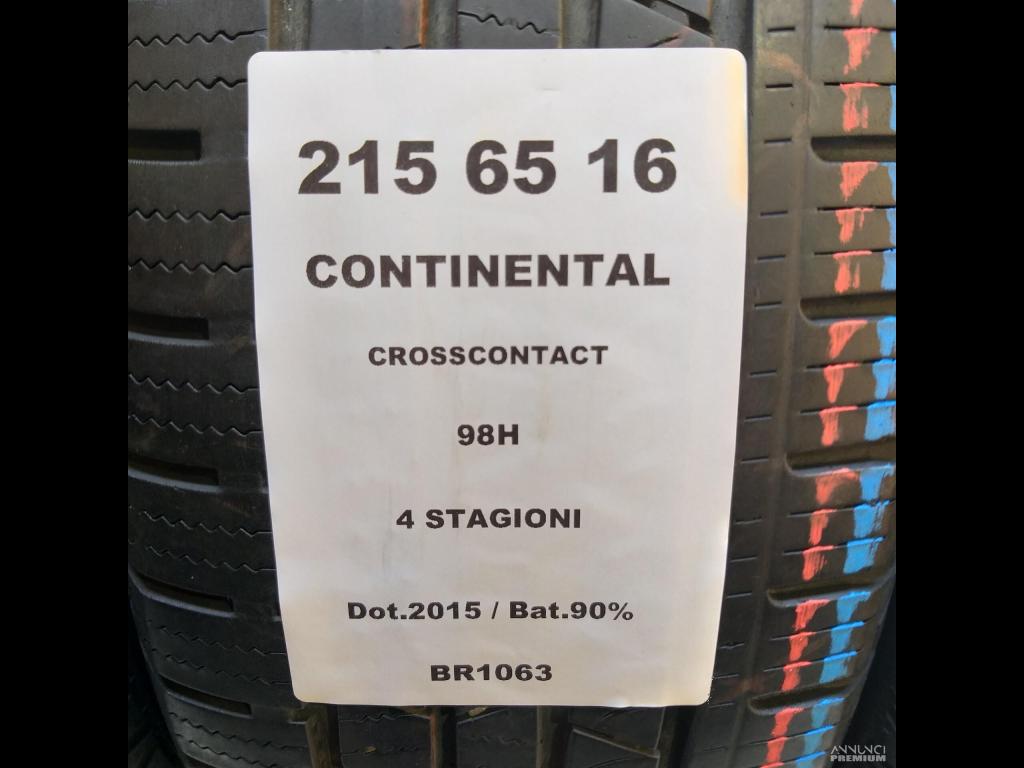 215 65 16
CONTINENTAL
CROSSCONTACT
98H
4 STAGIONI
Dot.2015 / Bat.90%
BR1063
ANNUNCI
PREMIUM